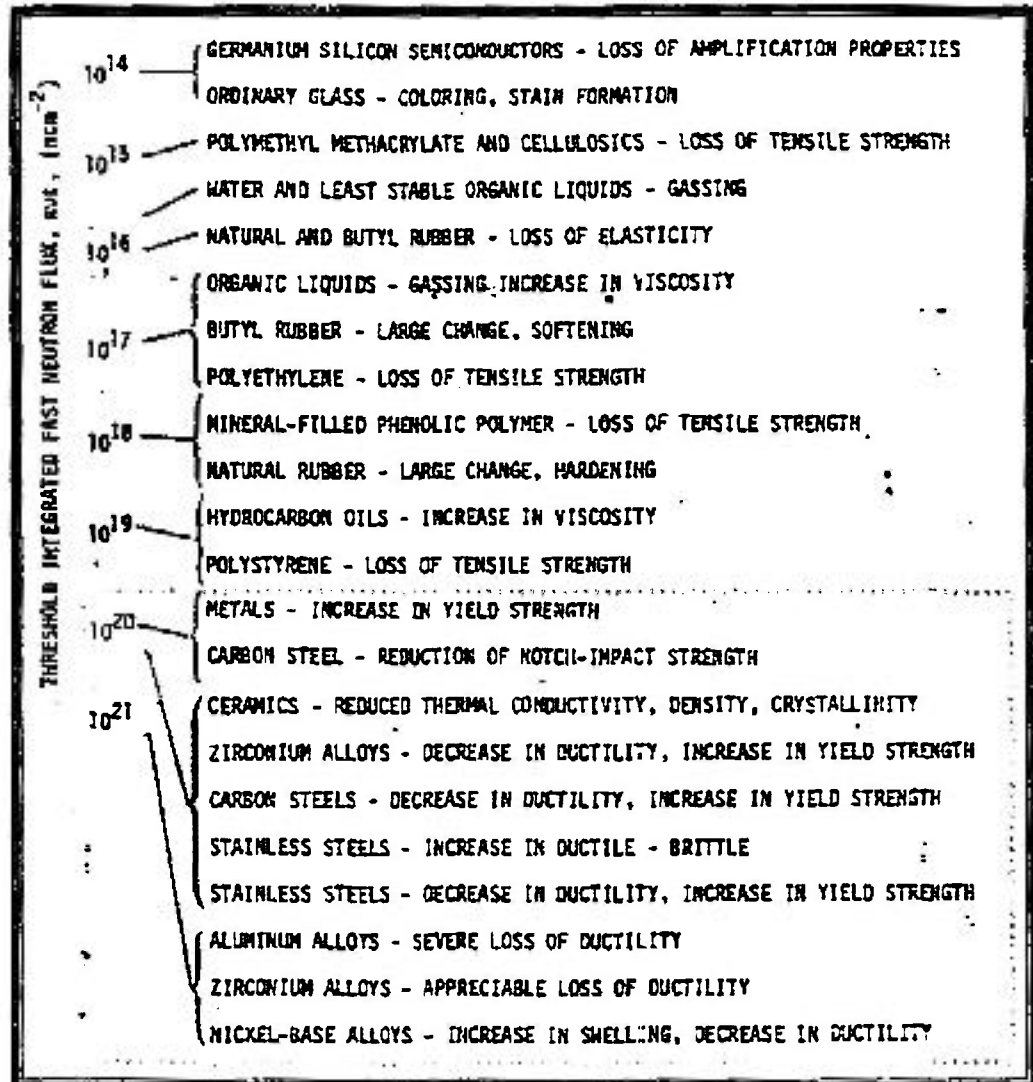 THRESHOLD INTEGRATED FAST NEUTRON FLUX, nvt, (ncm-2)
10^14
GERMANIUM SILICON SEMICONDUCTORS - LOSS OF AMPLIFICATION PROPERTIES
ORDINARY GLASS - COLORING, STAIN FORMATION
10^15
POLYMETHYL METHACRYLATE AND CELLULOSICS - LOSS OF TENSILE STRENGTH
WATER AND LEAST STABLE ORGANIC LIQUIDS - GASSING
10^16
NATURAL AND BUTYL RUBBER - LOSS OF ELASTICITY
ORGANIC LIQUIDS - GASSING INCREASE IN VISCOSITY
10^17
BUTYL RUBBER - LARGE CHANGE, SOFTENING
POLYETHYLENE - LOSS OF TENSILE STRENGTH
10^18
MINERAL-FILLED PHENOLIC POLYMER - LOSS OF TENSILE STRENGTH
NATURAL RUBBER - LARGE CHANGE, HARDENING
10^19
HYDROCARBON OILS - INCREASE IN VISCOSITY
POLYSTYRENE - LOSS OF TENSILE STRENGTH
10^20
METALS - INCREASE IN YIELD STRENGTH
CARBON STEEL - REDUCTION OF NOTCH-IMPACT STRENGTH
10^21
CERAMICS - REDUCED THERMAL CONDUCTIVITY, DENSITY, CRYSTALLINITY
ZIRCONIUM ALLOYS - DECREASE IN DUCTILITY, INCREASE IN YIELD STRENGTH
CARBON STEELS - DECREASE IN DUCTILITY, INCREASE IN YIELD STRENGTH
STAINLESS STEELS - INCREASE IN DUCTILE - BRITTLE
STAINLESS STEELS - DECREASE IN DUCTILITY, INCREASE IN YIELD STRENGTH
ALUMINUM ALLOYS - SEVERE LOSS OF DUCTILITY
ZIRCONIUM ALLOYS - APPRECIABLE LOSS OF DUCTILITY
NICKEL-BASE ALLOYS - INCREASE IN SWELLING, DECREASE IN DUCTILITY